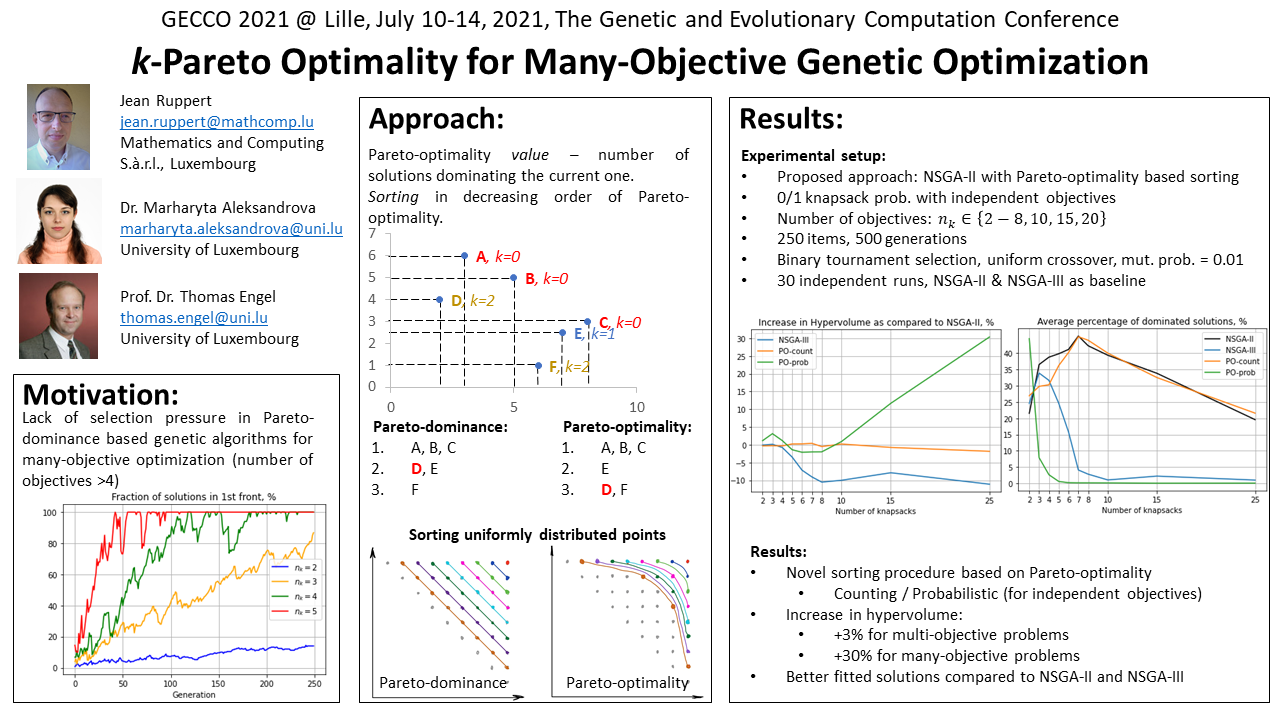 GECCO 2021 @ Lille, July 10-14, 2021, The Genetic and Evolutionary Computation Conference
k-Pareto Optimality for Many-Objective Genetic Optimization
Jean Ruppert
jean.ruppert@mathcomp.lu
Mathematics and Computing
S.à.r.l., Luxembourg
Dr. Marharyta Aleksandrova
marharyta.aleksandrova@uni.lu
University of Luxembourg
Prof. Dr. Thomas Engel
thomas.engel@uni.lu
University of Luxembourg
Motivation:
Lack of selection pressure in Pareto-
dominance based genetic algorithms for
many-objective optimization (number of
objectives >4)
Fraction of solutions in 1st front, %
100
80
60
40
20
0
n_k = 2
n_k = 3
n_k = 4
n_k = 5
0 50 100 150 200 250
Generation
Approach:
Pareto-optimality value – number of
solutions dominating the current one.
Sorting in decreasing order of Pareto-
optimality.
7
6
5
4
3
2
1
0
A, k=0
B, k=0
D, k=2
C, k=0
E, k=1
F, k=2
0 5 10
Pareto-dominance:
1. A, B, C
2. D, E
3. F
Pareto-optimality:
1. A, B, C
2. E
3. D, F
Sorting uniformly distributed points
Pareto-dominance
Pareto-optimality
Results:
Experimental setup:
• Proposed approach: NSGA-II with Pareto-optimality based sorting
• 0/1 knapsack prob. with independent objectives
• Number of objectives: n_k ∈ {2 − 8, 10, 15, 20}
• 250 items, 500 generations
• Binary tournament selection, uniform crossover, mut. prob. = 0.01
• 30 independent runs, NSGA-II & NSGA-III as baseline
Increase in Hypervolume as compared to NSGA-II, %
NSGA-III
PO-count
PO-prob
30
25
20
15
10
5
0
−5
−10
2 3 4 5 6 7 8 10 15 25
Number of knapsacks
Average percentage of dominated solutions, %
NSGA-II
NSGA-III
PO-count
PO-prob
40
35
30
25
20
15
10
5
0
2 3 4 5 6 7 8 10 15 25
Number of knapsacks
Results:
• Novel sorting procedure based on Pareto-optimality
• Counting / Probabilistic (for independent objectives)
• Increase in hypervolume:
• +3% for multi-objective problems
• +30% for many-objective problems
• Better fitted solutions compared to NSGA-II and NSGA-III